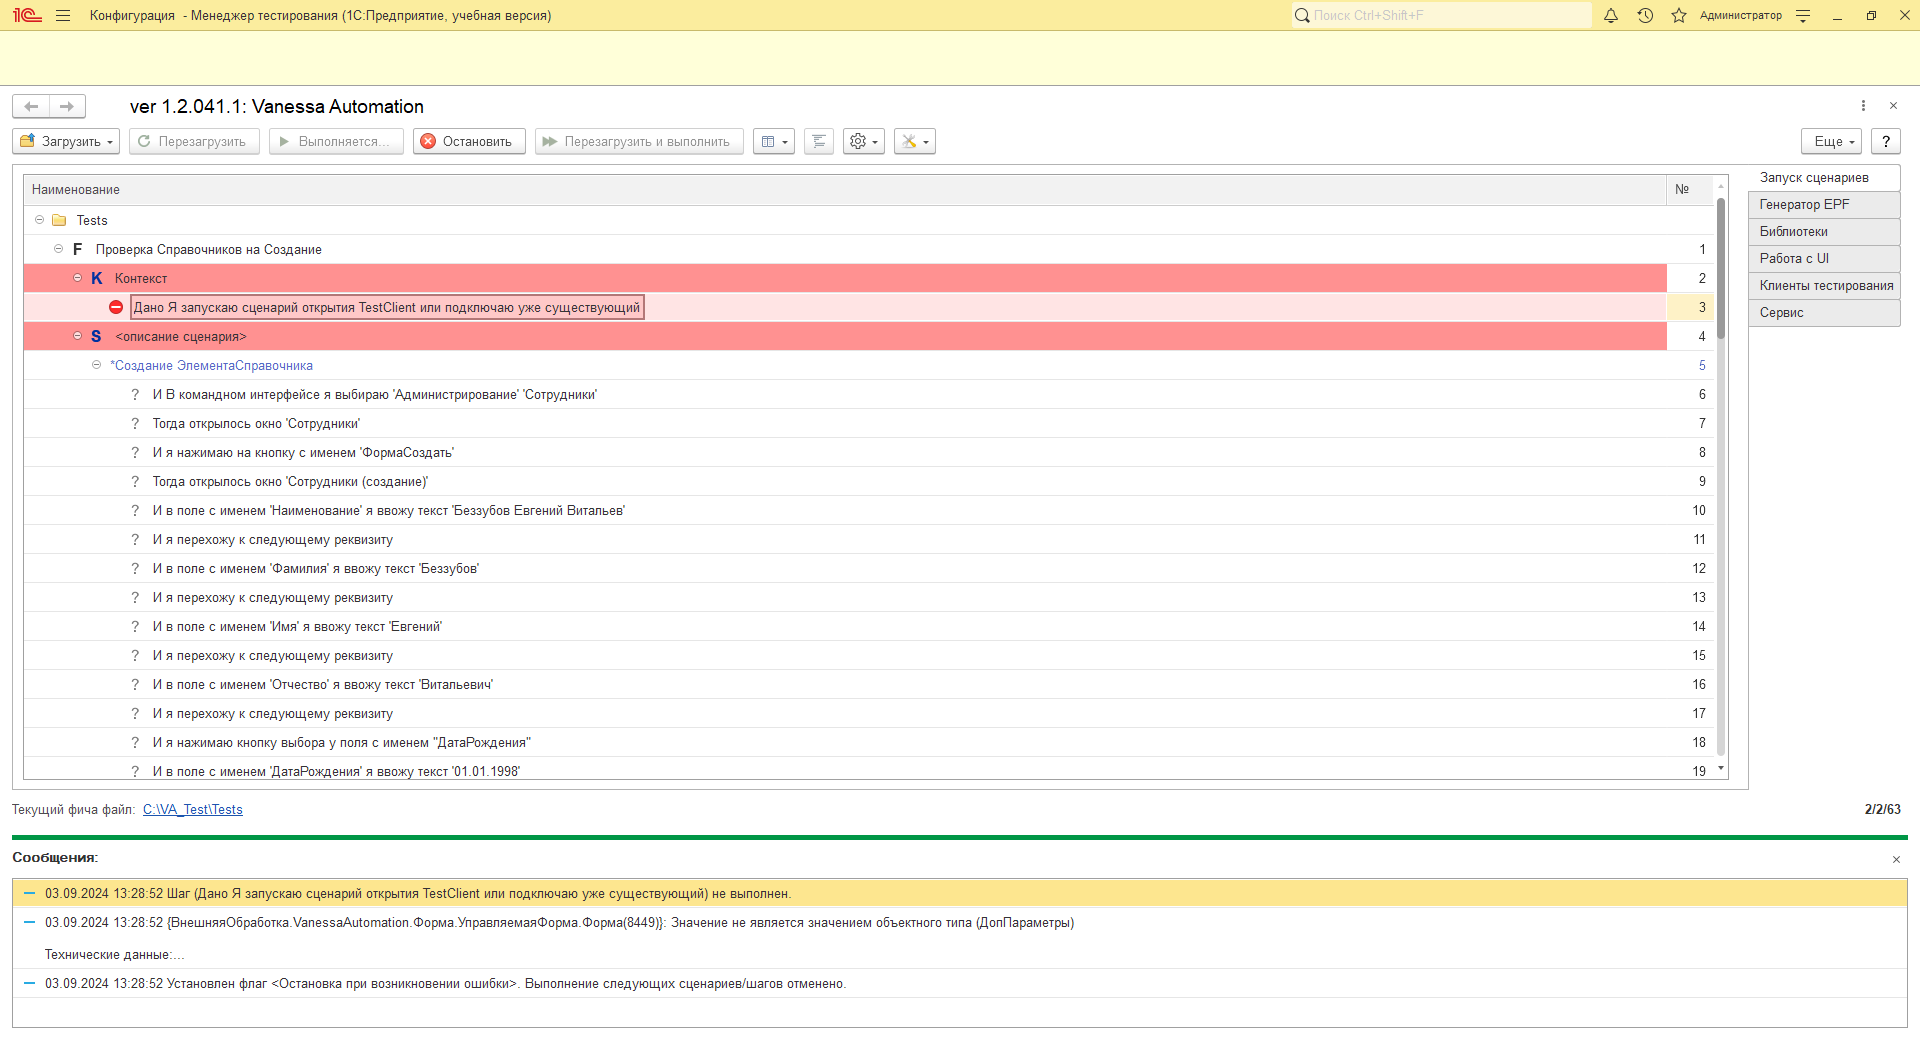 Конфигурация - Менеджер тестирования (1С:Предприятие, учебная версия)
Поиск Ctrl+Shift+F
Администратор
ver 1.2.041.1: Vanessa Automation
Загрузить
Перезагрузить
Выполняется...
Остановить
Перезагрузить и выполнить
Еще
?
Наименование №
Tests
F Проверка Справочников на Создание 1
K Контекст 2
Дано Я запускаю сценарий открытия TestClient или подключаю уже существующий 3
S <описание сценария> 4
*Создание ЭлементаСправочника 5
? И В командном интерфейсе я выбираю 'Администрирование' 'Сотрудники' 6
? Тогда открылось окно 'Сотрудники' 7
? И я нажимаю на кнопку с именем 'ФормаСоздать' 8
? Тогда открылось окно 'Сотрудники (создание)' 9
? И в поле с именем 'Наименование' я ввожу текст 'Беззубов Евгений Витальев' 10
? И я перехожу к следующему реквизиту 11
? И в поле с именем 'Фамилия' я ввожу текст 'Беззубов' 12
? И я перехожу к следующему реквизиту 13
? И в поле с именем 'Имя' я ввожу текст 'Евгений' 14
? И я перехожу к следующему реквизиту 15
? И в поле с именем 'Отчество' я ввожу текст 'Витальевич' 16
? И я перехожу к следующему реквизиту 17
? И я нажимаю кнопку выбора у поля с именем "ДатаРождения" 18
? И в поле с именем 'ДатаРождения' я ввожу текст '01.01.1998' 19
Запуск сценариев
Генератор EPF
Библиотеки
Работа с UI
Клиенты тестирования
Сервис
Текущий фича файл: C:\VA_Test\Tests
2/2/63
Сообщения:
03.09.2024 13:28:52 Шаг (Дано Я запускаю сценарий открытия TestClient или подключаю уже существующий) не выполнен.
03.09.2024 13:28:52 {ВнешняяОбработка.VanessaAutomation.Форма.УправляемаяФорма.Форма(8449)}: Значение не является значением объектного типа (ДопПараметры)
Технические данные:...
03.09.2024 13:28:52 Установлен флаг <Остановка при возникновении ошибки>. Выполнение следующих сценариев/шагов отменено.